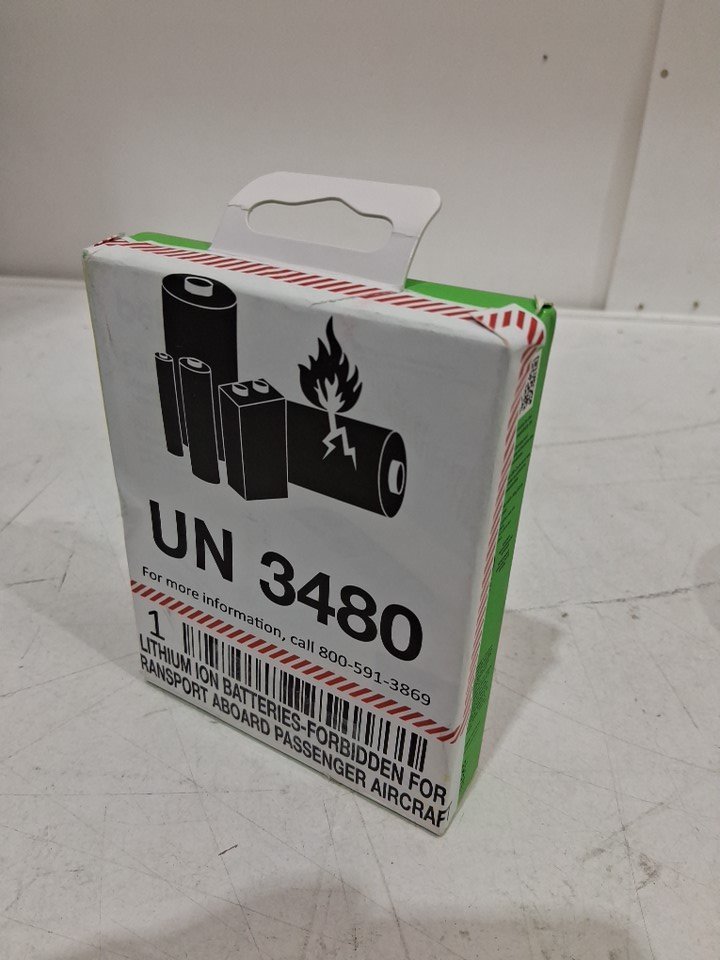 UN 3480
For more information, call 800-591-3869
1
LITHIUM ION BATTERIES-FORBIDDEN FOR
RANSPORT ABOARD PASSENGER AIRCRAF